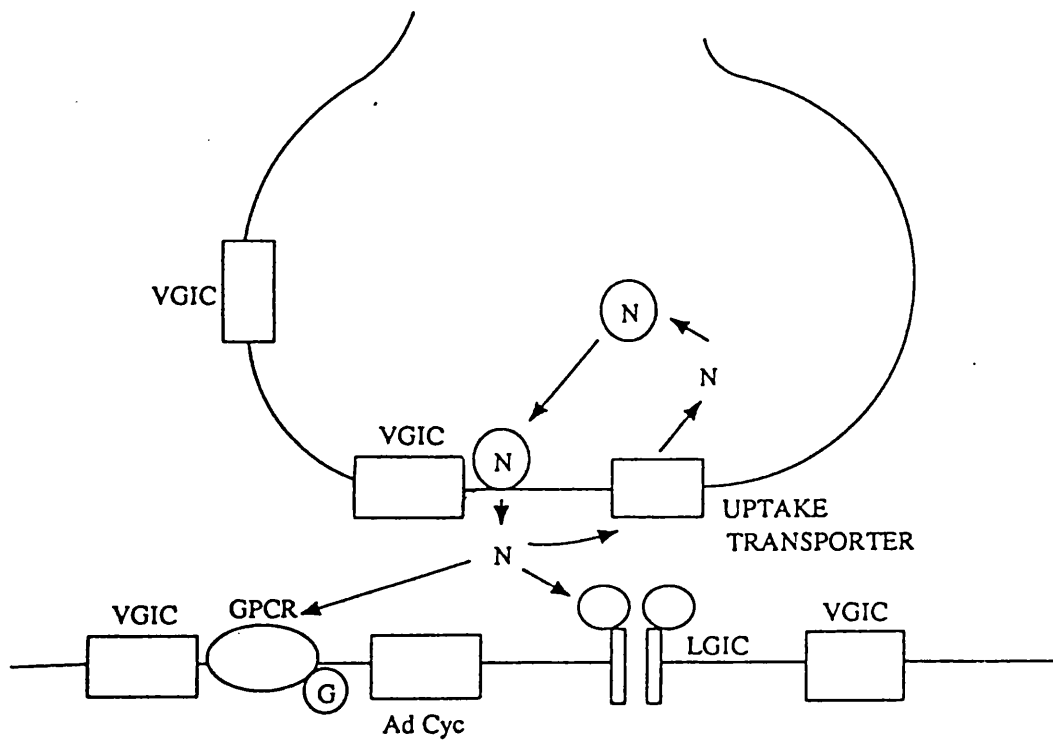 VGIC
N
N
VGIC
N
UPTAKE
TRANSPORTER
N
VGIC
GPCR
VGIC
LGIC
G
Ad Cyc